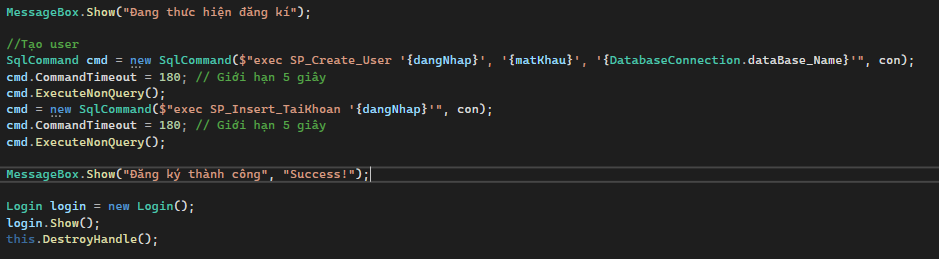 MessageBox.Show("Đang thực hiện đăng kí");
//Tạo user
SqlCommand cmd = new SqlCommand($"exec SP_Create_User '{dangNhap}', '{matKhau}', '{DatabaseConnection.dataBase_Name}'", con);
cmd.CommandTimeout = 180; // Giới hạn 5 giây
cmd.ExecuteNonQuery();
cmd = new SqlCommand($"exec SP_Insert_TaiKhoan '{dangNhap}'", con);
cmd.CommandTimeout = 180; // Giới hạn 5 giây
cmd.ExecuteNonQuery();
MessageBox.Show("Đăng ký thành công", "Success!");
Login login = new Login();
login.Show();
this.DestroyHandle();